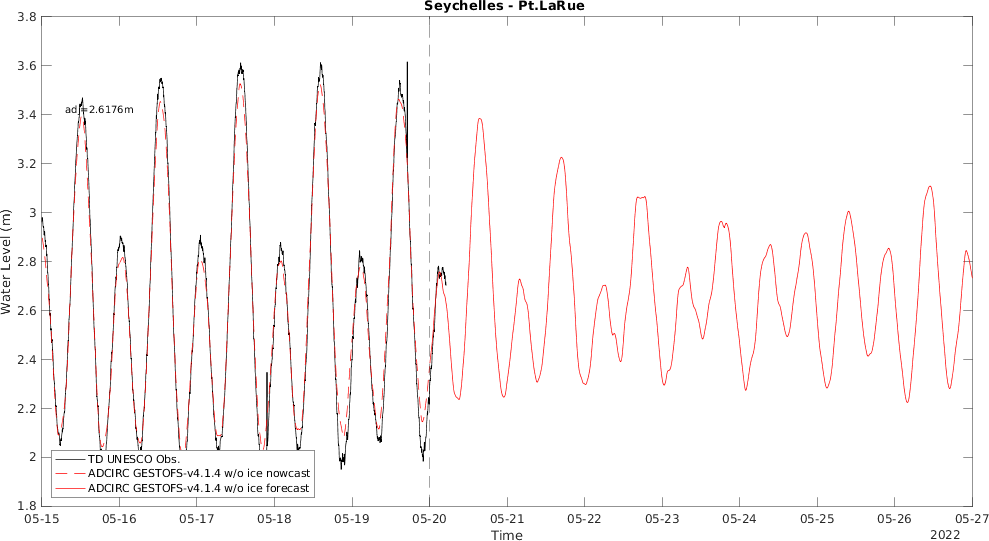 Seychelles - Pt.LaRue
3.8
3.6
3.4
3.2
3
2.8
2.6
2.4
2.2
2
1.8
Water Level (m)
adj=2.6176m
TD UNESCO Obs.
ADCIRC GESTOFS-v4.1.4 w/o ice nowcast
ADCIRC GESTOFS-v4.1.4 w/o ice forecast
05-15 05-16 05-17 05-18 05-19 05-20 05-21 05-22 05-23 05-24 05-25 05-26 05-27
Time
2022